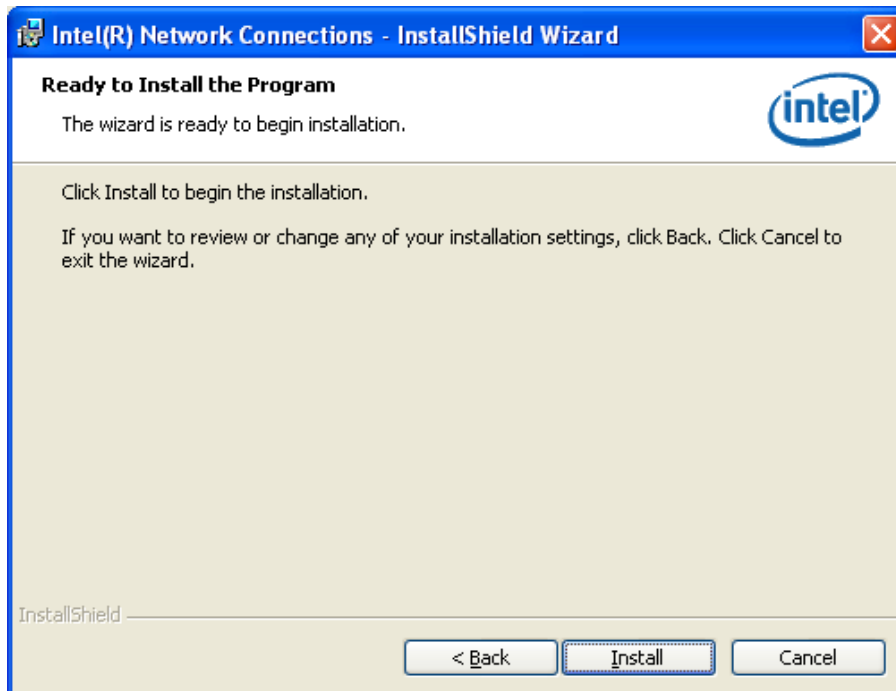 Intel(R) Network Connections - InstallShield Wizard
Ready to Install the Program
The wizard is ready to begin installation.
intel
Click Install to begin the installation.
If you want to review or change any of your installation settings, click Back. Click Cancel to
exit the wizard.
InstallShield
< Back
Install
Cancel